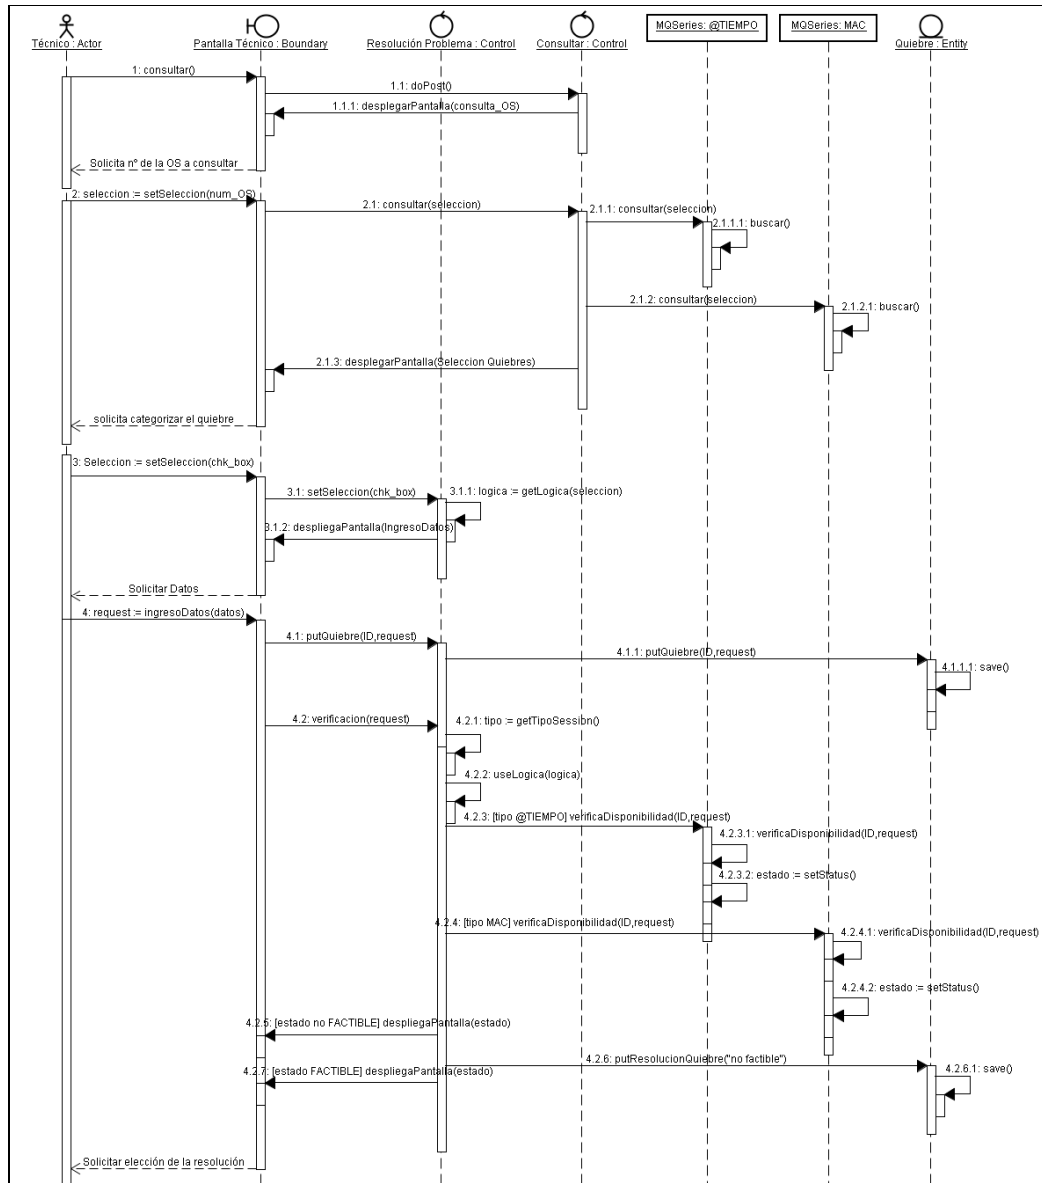 Técnico : Actor
Pantalla Técnico : Boundary
Resolución Problema : Control
Consultar : Control
MQSeries: @TIEMPO
MQSeries: MAC
Quiebre : Entity
1: consultar()
1.1: doPost()
1.1.1: desplegarPantalla(consulta_OS)
Solicita nº de la OS a consultar
2: seleccion := setSeleccion(num_OS)
2.1: consultar(seleccion)
2.1.1: consultar(seleccion)
2.1.1.1: buscar()
2.1.2: consultar(seleccion)
2.1.2.1: buscar()
2.1.3: desplegarPantalla(Seleccion Quiebres)
solicita categorizar el quiebre
3: Seleccion := setSeleccion(chk_box)
3.1: setSeleccion(chk_box)
3.1.1: logica := getLogica(seleccion)
3.1.2: despliegaPantalla(IngresoDatos)
Solicitar Datos
4: request := ingresoDatos(datos)
4.1: putQuiebre(ID,request)
4.1.1: putQuiebre(ID,request)
4.1.1.1: save()
4.2: verificacion(request)
4.2.1: tipo := getTipoSession()
4.2.2: useLogica(logica)
4.2.3: [tipo @TIEMPO] verificaDisponibilidad(ID,request)
4.2.3.1: verificaDisponibilidad(ID,request)
4.2.3.2: estado := setStatus()
4.2.4: [tipo MAC] verificaDisponibilidad(ID,request)
4.2.4.1: verificaDisponibilidad(ID,request)
4.2.4.2: estado := setStatus()
4.2.5: [estado no FACTIBLE] despliegaPantalla(estado)
4.2.6: putResolucionQuiebre("no factible")
4.2.6.1: save()
4.2.7: [estado FACTIBLE] despliegaPantalla(estado)
Solicitar elección de la resolución